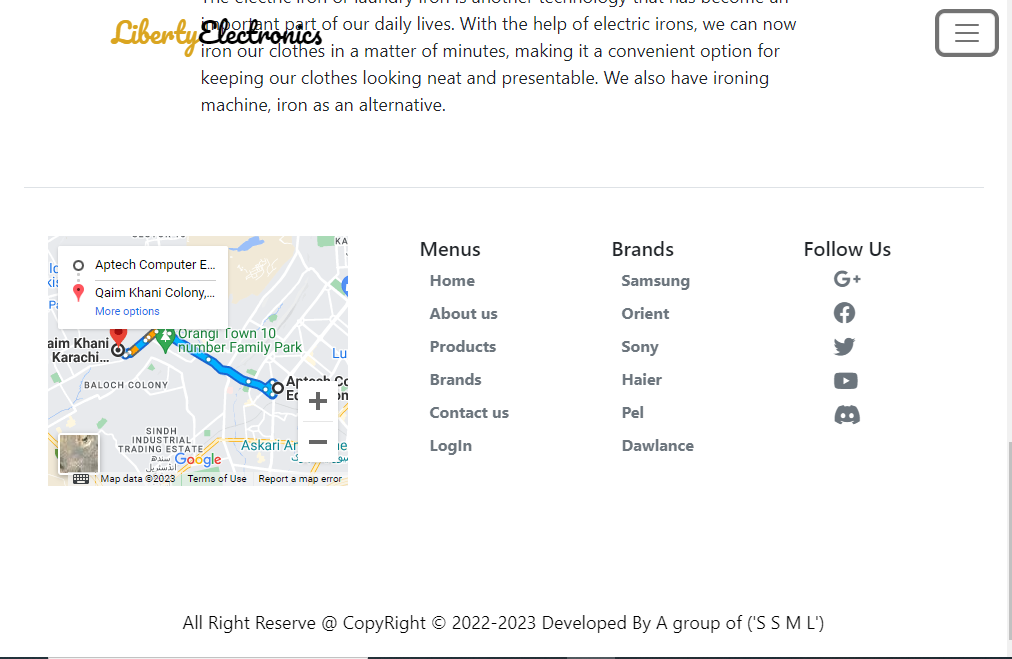 important part of our daily lives. With the help of electric irons, we can now
LibertyElectronics
iron our clothes in a matter of minutes, making it a convenient option for
keeping our clothes looking neat and presentable. We also have ironing
machine, iron as an alternative.
Aptech Computer E...
Qaim Khani Colony,...
More options
Orangi Town 10
number Family Park
aim Khani
Karachi...
Lu
BALOCH COLONY
Aptech Co
SINDH
INDUSTRIAL
TRADING ESTATE
Askari A
Google
Map data ©2023 Terms of Use Report a map error
Menus
Home
About us
Products
Brands
Contact us
LogIn
Brands
Samsung
Orient
Sony
Haier
Pel
Dawlance
Follow Us
All Right Reserve @ CopyRight © 2022-2023 Developed By A group of ('S S M L')